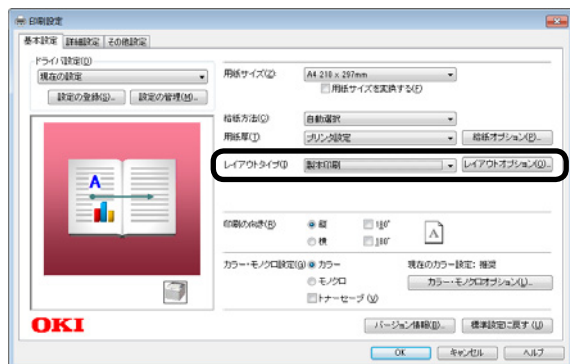 印刷設定
基本設定 詳細設定 その他設定
ドライバ設定(D)
現在の設定
設定の登録(S)... 設定の管理(M)...
用紙サイズ(Z): A4 210 x 297mm
用紙サイズを変換する(F)
給紙方法(C) 自動選択
用紙厚(T) プリンタ設定 給紙オプション(P)...
レイアウトタイプ(I) 製本印刷 レイアウトオプション(O)...
A
印刷の向き(R) 縦 180°
横 180°
A
カラー・モノクロ設定(G) カラー 現在のカラー設定: 推奨
モノクロ カラー・モノクロオプション(L)...
トナーセーブ(V)
OKI
バージョン情報(B)... 標準設定に戻す(U)
OK キャンセル ヘルプ